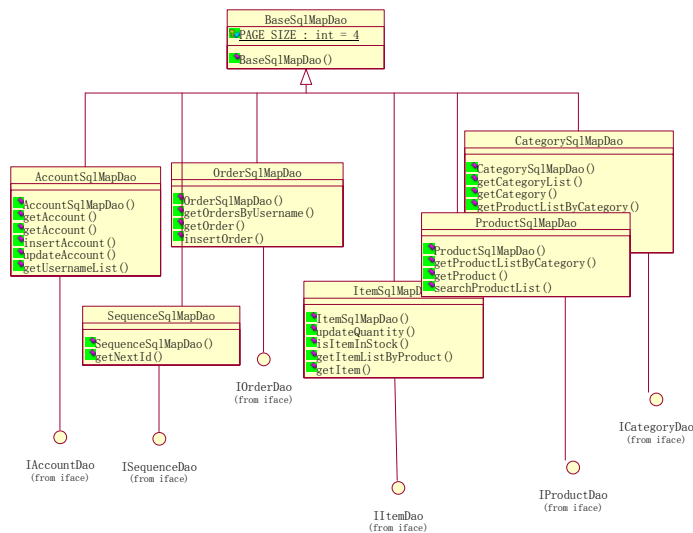 BaseSqlMapDao
PAGE_SIZE : int = 4
BaseSqlMapDao()
CategorySqlMapDao
CategorySqlMapDao()
getCategoryList()
getCategory()
getProductListByCategory()
AccountSqlMapDao
AccountSqlMapDao()
getAccount()
getAccount()
insertAccount()
updateAccount()
getUsernameList()
OrderSqlMapDao
OrderSqlMapDao()
getOrdersByUsername()
getOrder()
insertOrder()
ProductSqlMapDao
ProductSqlMapDao()
getProductListByCategory()
getProduct()
searchProductList()
SequenceSqlMapDao
SequenceSqlMapDao()
getNextId()
ItemSqlMapD
ItemSqlMapDao()
updateQuantity()
isItemInStock()
getItemListByProduct()
getItem()
IOrderDao
(from iface)
ICategoryDao
(from iface)
IAccountDao
(from iface)
ISequenceDao
(from iface)
IProductDao
(from iface)
IItemDao
(from iface)